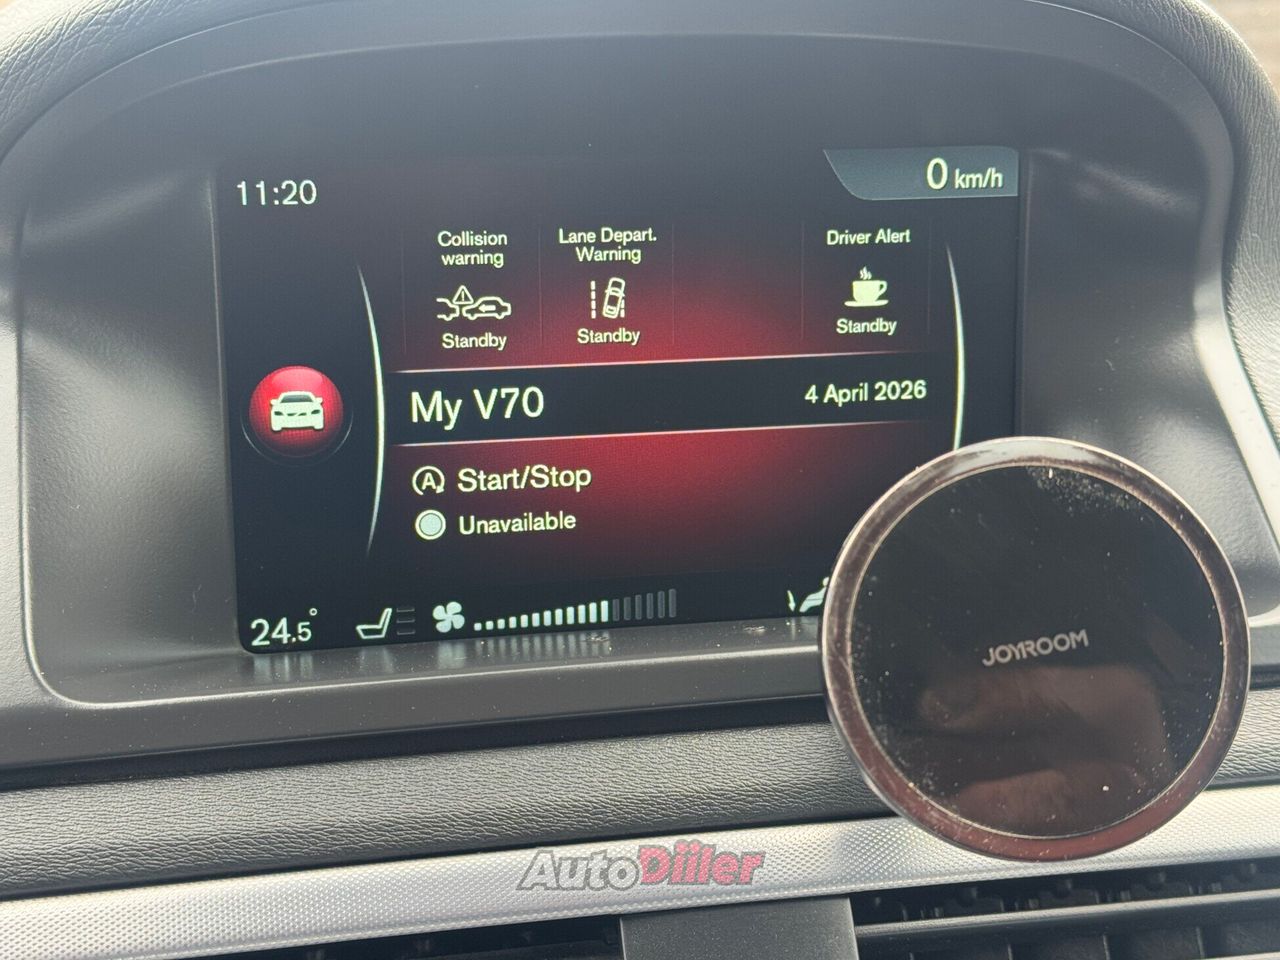 11:20
0 km/h
Collision
warning
Standby
Lane Depart.
Warning
Standby
Driver Alert
Standby
My V70
4 April 2026
Start/Stop
Unavailable
24.5°
JOYROOM
AutoDiiler